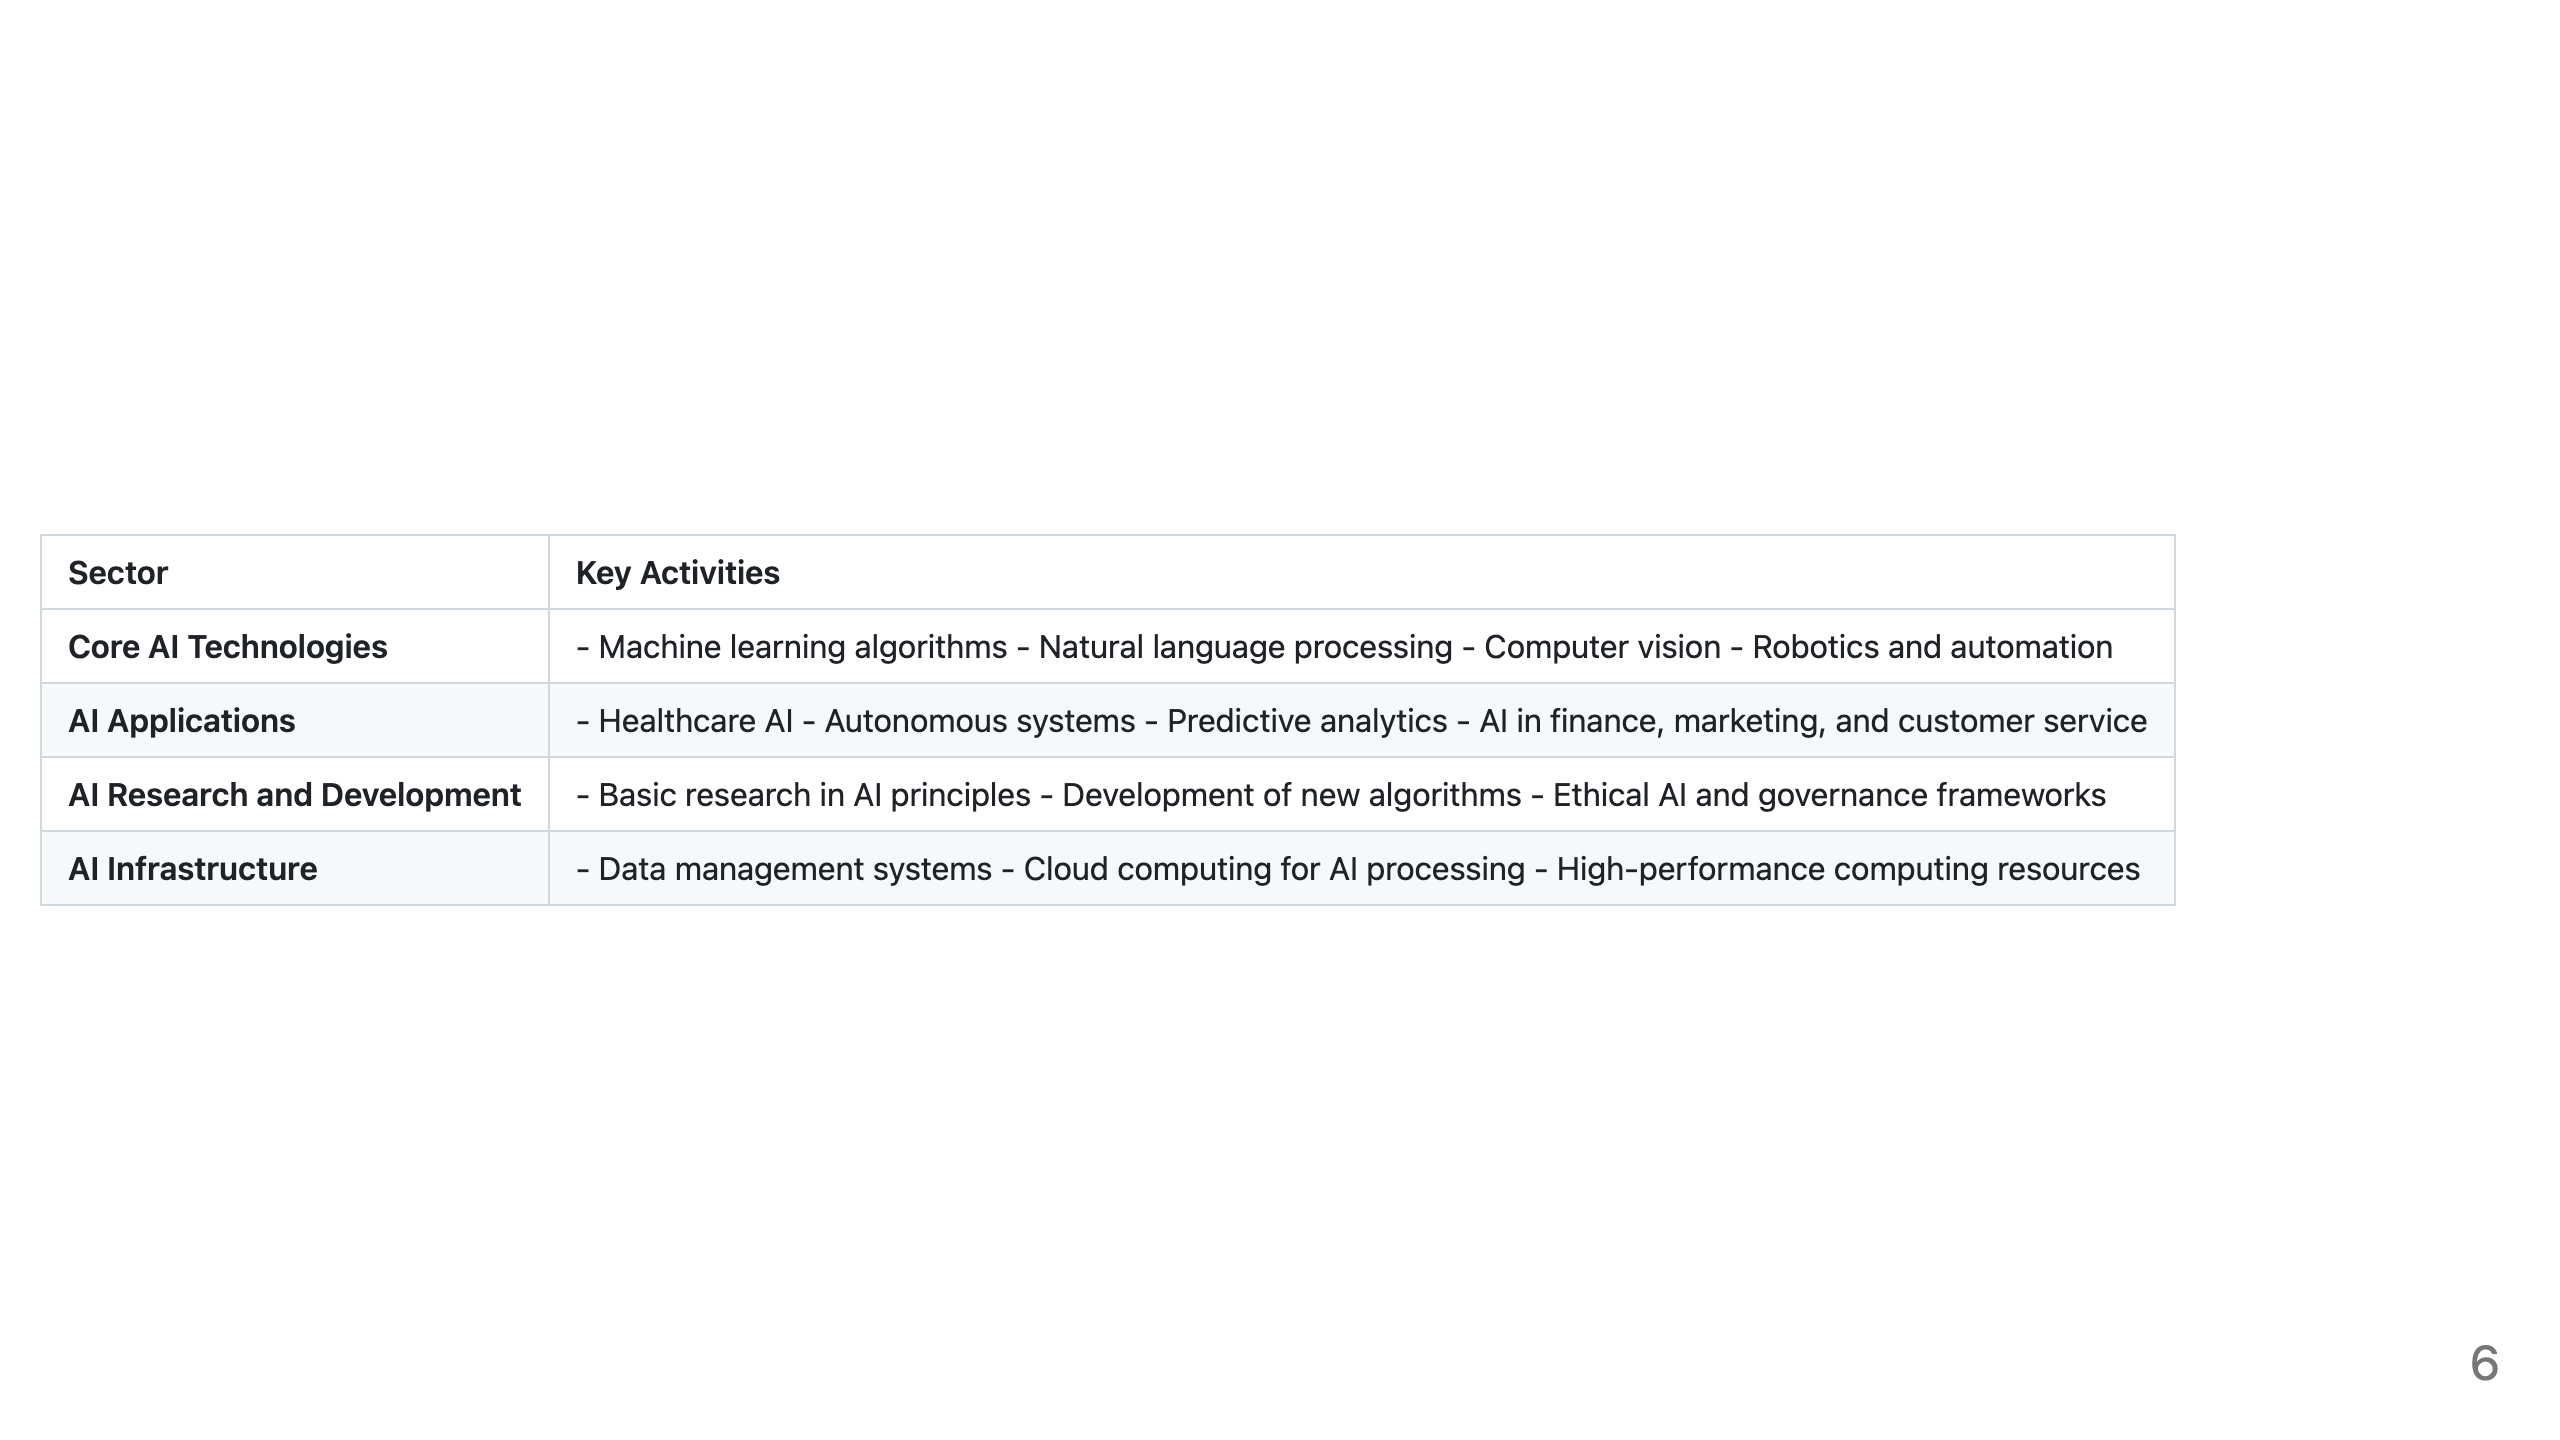 Sector Key Activities
Core AI Technologies - Machine learning algorithms - Natural language processing - Computer vision - Robotics and automation
AI Applications - Healthcare AI - Autonomous systems - Predictive analytics - AI in finance, marketing, and customer service
AI Research and Development - Basic research in AI principles - Development of new algorithms - Ethical AI and governance frameworks
AI Infrastructure - Data management systems - Cloud computing for AI processing - High-performance computing resources
6